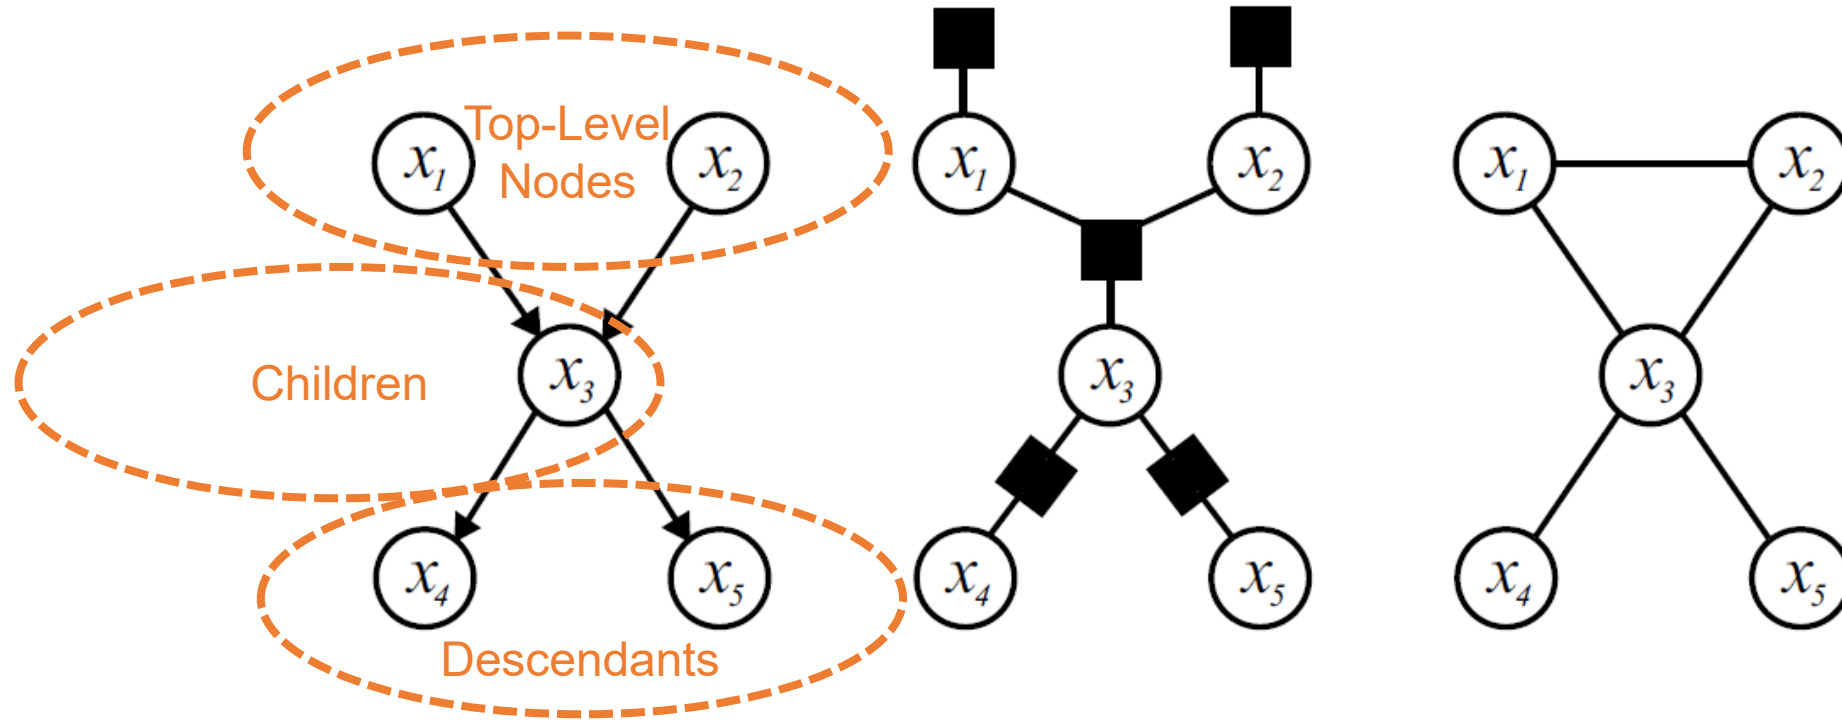 Top-Level
Nodes
x1 x2 x1 x2 x1 x2
Children
x3 x3 x3
x4 x5 x4 x5 x4 x5
Descendants